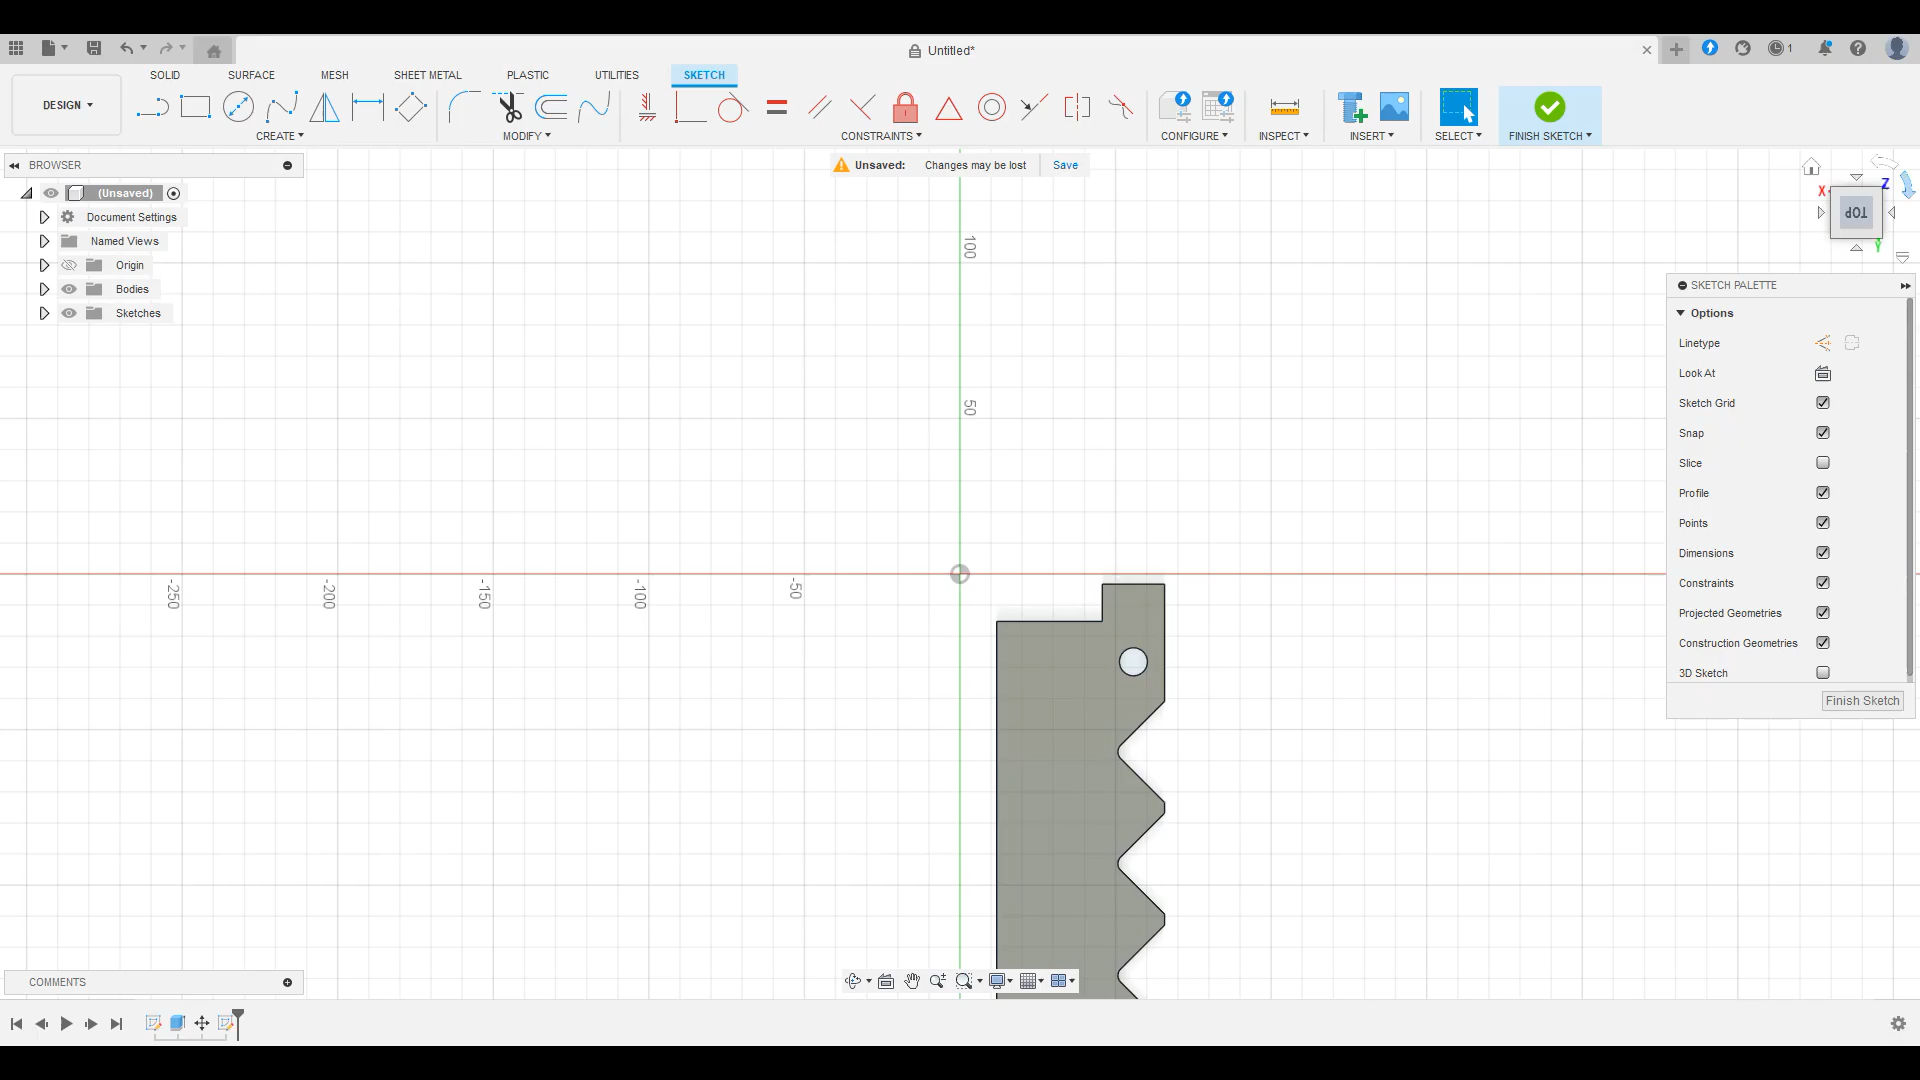 Untitled*
1
DESIGN
SOLID
SURFACE
MESH
SHEET METAL
PLASTIC
UTILITIES
SKETCH
CREATE
MODIFY
CONSTRAINTS
CONFIGURE
INSPECT
INSERT
SELECT
FINISH SKETCH
BROWSER
Unsaved: Changes may be lost Save
(Unsaved)
Document Settings
Named Views
Origin
Bodies
Sketches
X
Z
TOP
Y
100
50
-250
-200
-150
-100
-50
SKETCH PALETTE
Options
Linetype
Look At
Sketch Grid
Snap
Slice
Profile
Points
Dimensions
Constraints
Projected Geometries
Construction Geometries
3D Sketch
Finish Sketch
COMMENTS